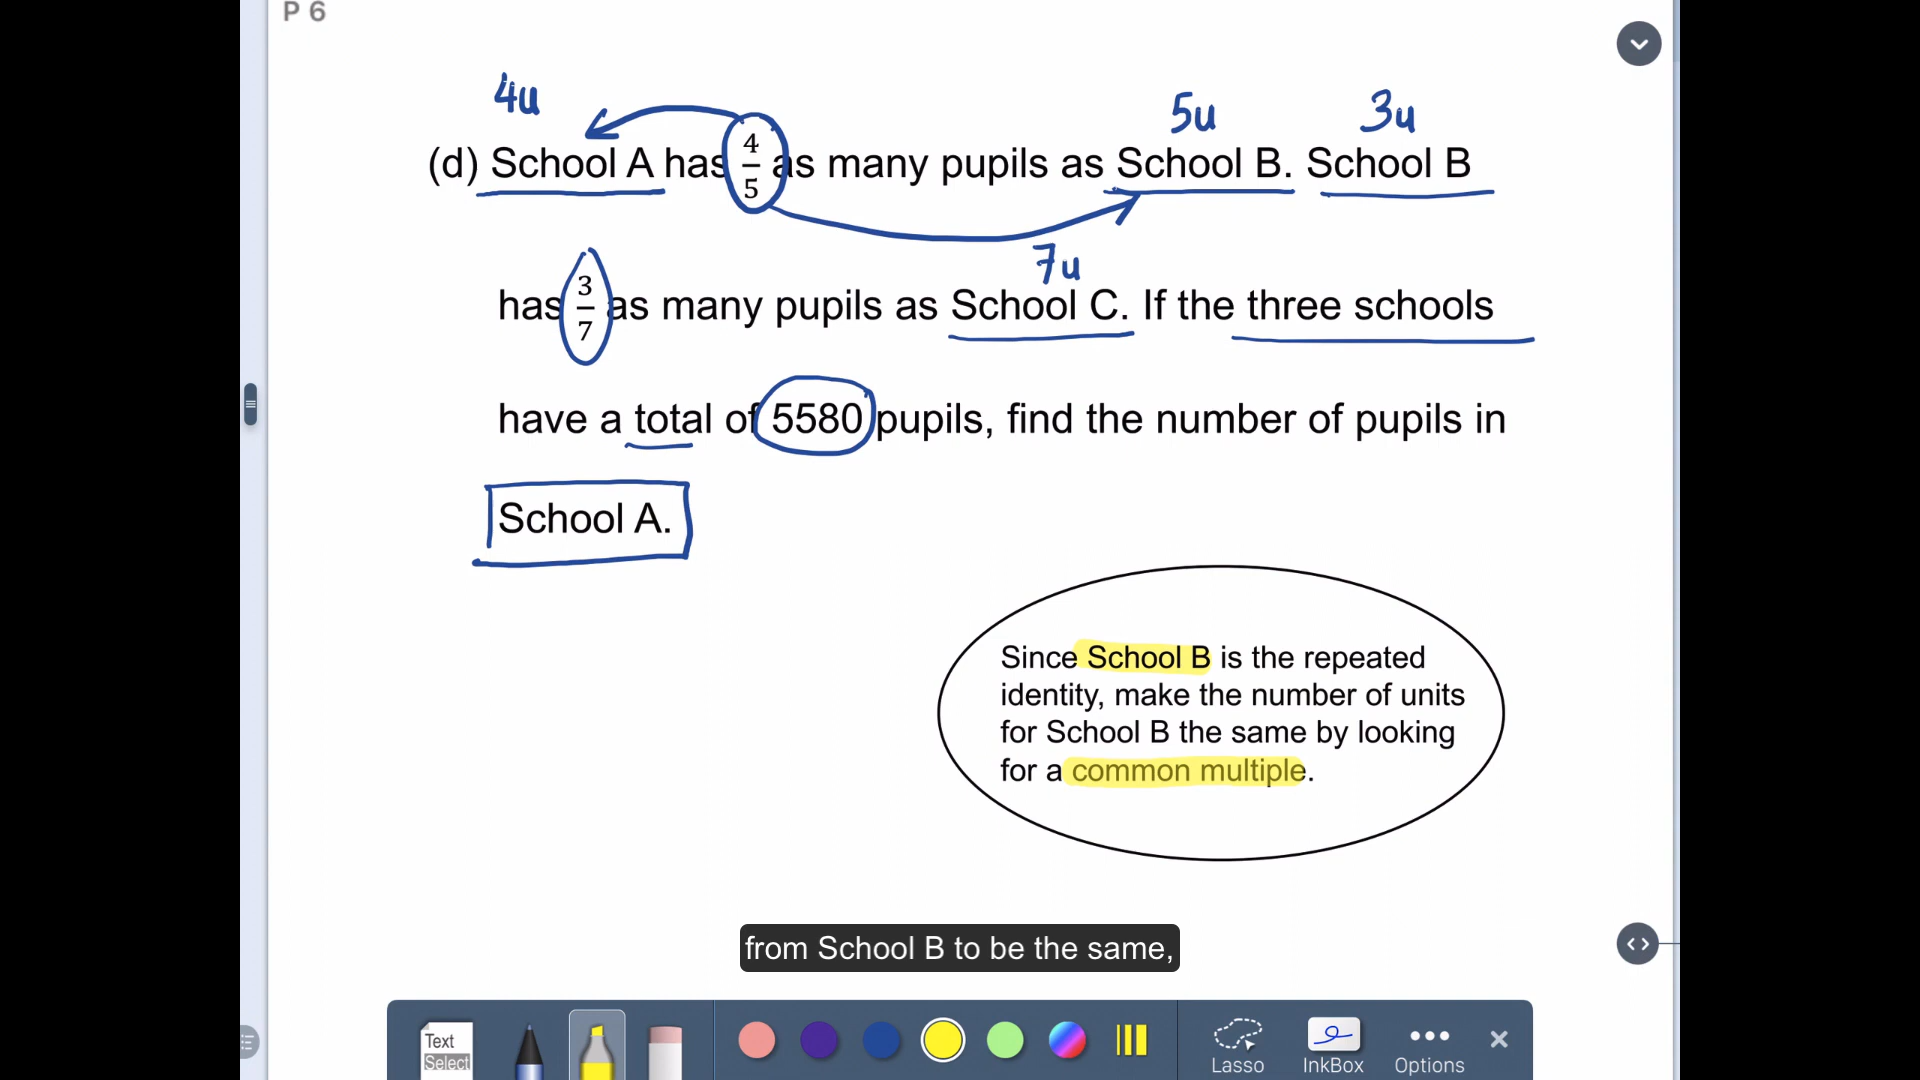 P 6
4u
5u
3u
(d) School A has 4/5 as many pupils as School B. School B
7u
has 3/7 as many pupils as School C. If the three schools
have a total of 5580 pupils, find the number of pupils in
School A.
Since School B is the repeated
identity, make the number of units
for School B the same by looking
for a common multiple.
from School B to be the same,
Text
Select
Lasso
InkBox
Options